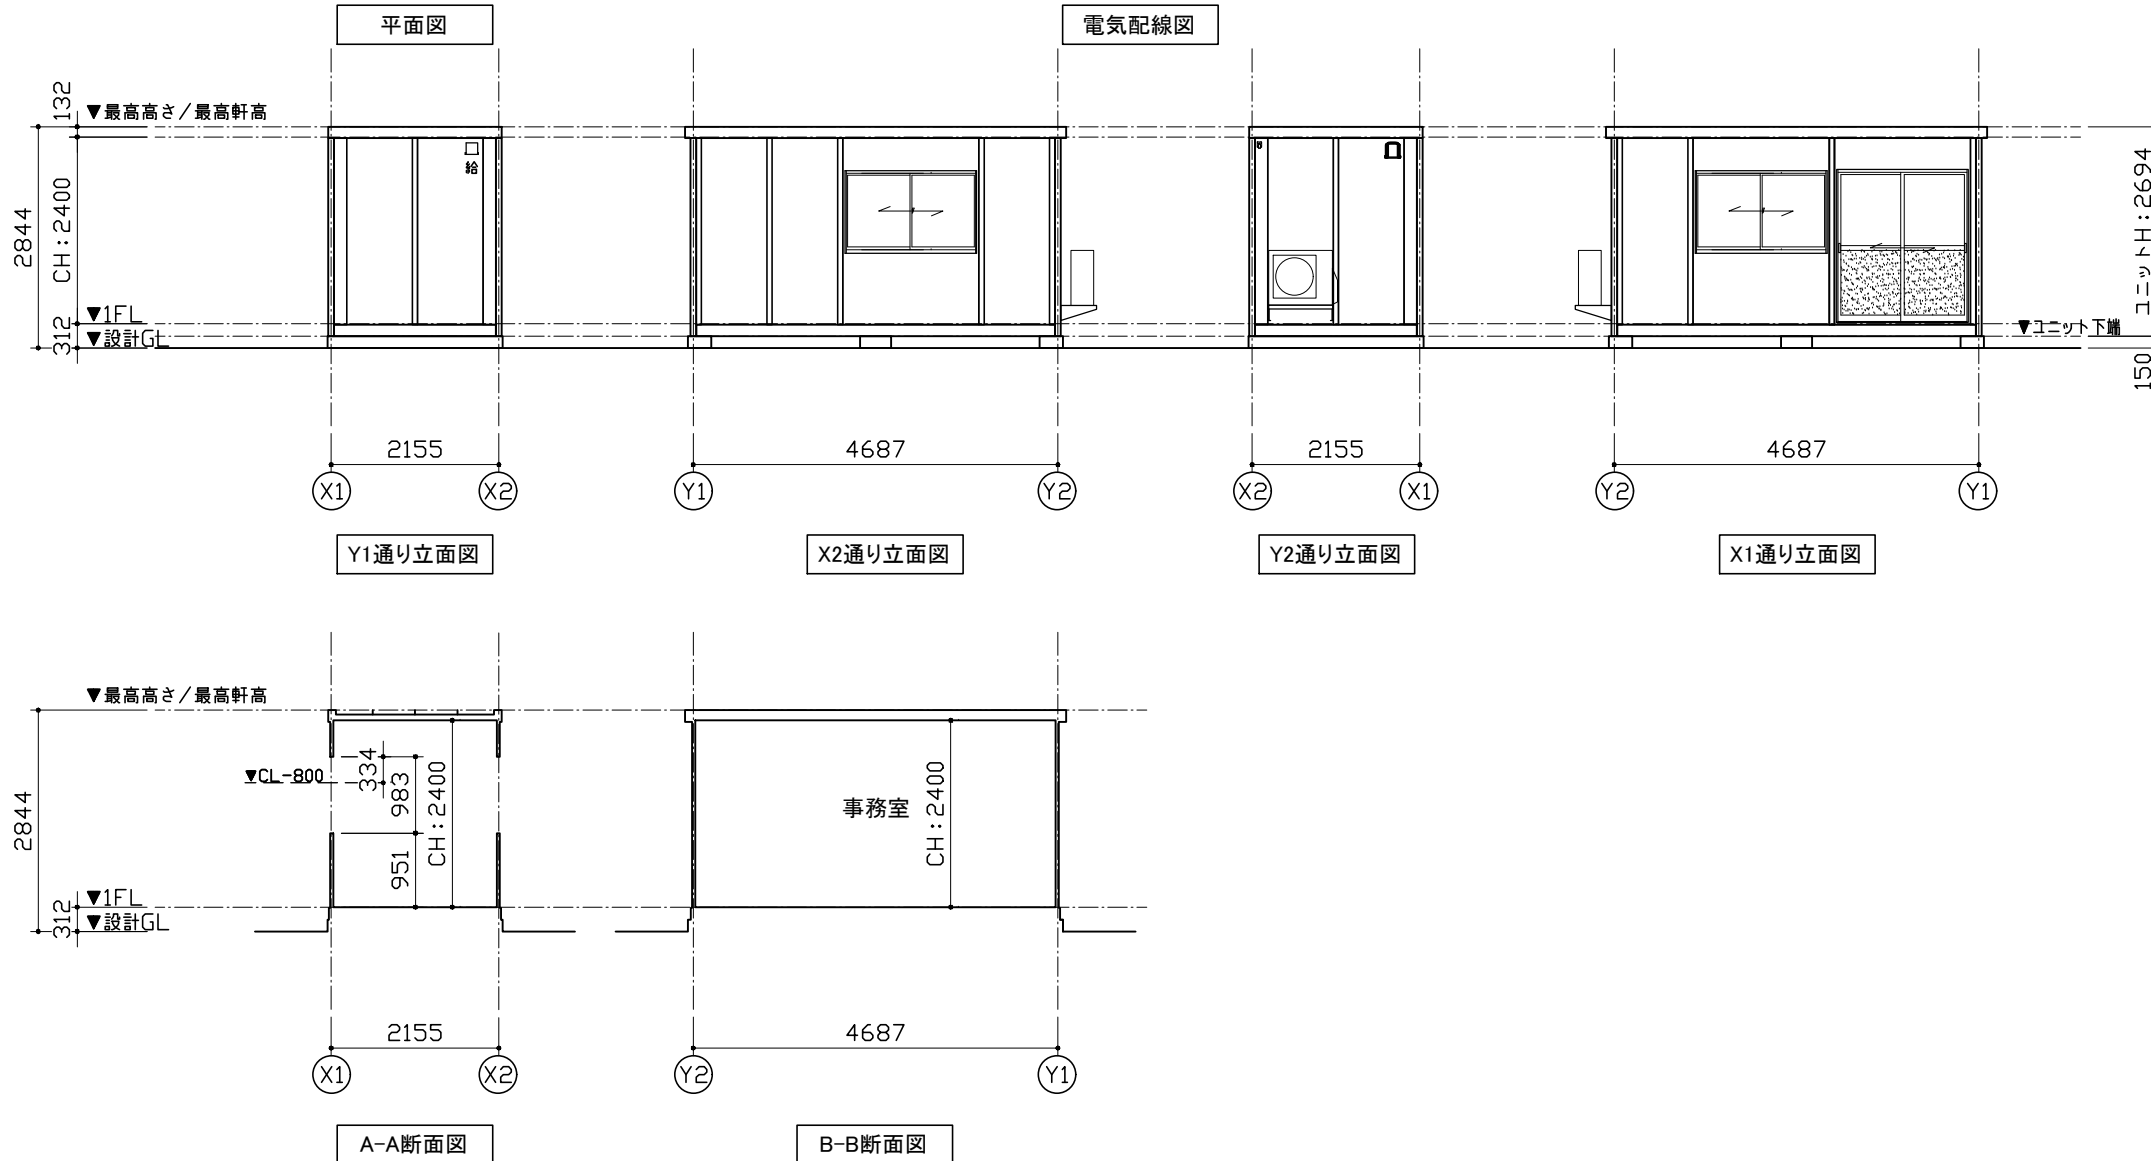 平面図
電気配線図
132
▼最高高さ/最高軒高
2844
CH:2400
給
▼1FL
312
▼設計GL
ユニットH:2694
▼ユニット下端
150
2155
4687
2155
4687
X1
X2
Y1
Y2
X2
X1
Y2
Y1
Y1通り立面図
X2通り立面図
Y2通り立面図
X1通り立面図
▼最高高さ/最高軒高
▼CL-800
334
983
CH:2400
951
2844
事務室
CH:2400
▼1FL
312
▼設計GL
2155
4687
X1
X2
Y2
Y1
A-A断面図
B-B断面図